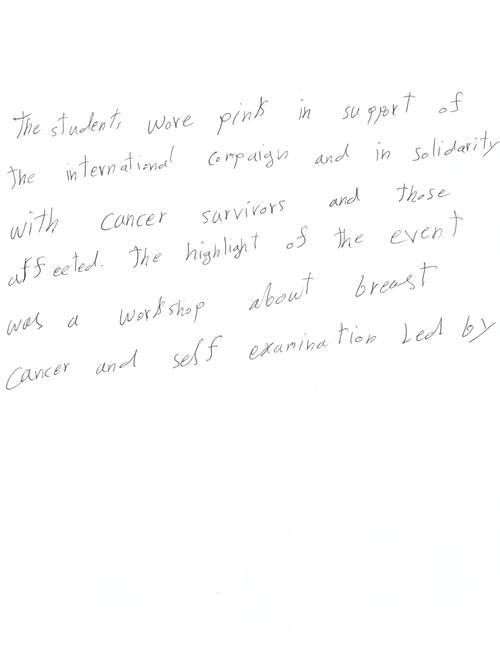 The students wore pink in support of
the international campaign and in solidarity
with cancer survivors and those
affected. The highlight of the event
was a workshop about breast
cancer and self examination Led by